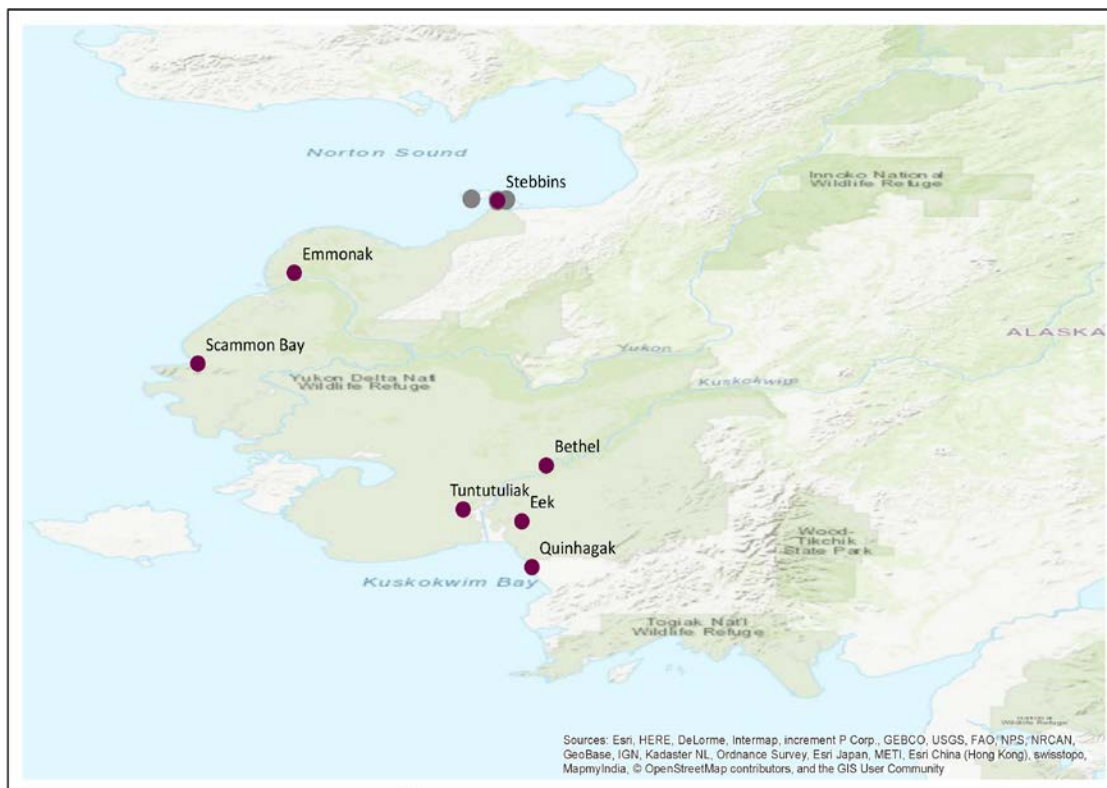 Norton Sound
Stebbins
Innoko National
Wildlife Refuge
Emmonak
ALASKA
Scammon Bay
Yukon
Yukon Delta Nat'l
Wildlife Refuge
Kuskokwim
Bethel
Tuntutuliak
Eek
Wood-
Tikchik
State Park
Quinhagak
Kuskokwim Bay
Togiak Nat'l
Wildlife Refuge
Wildlife Refuge
Sources: Esri, HERE, DeLorme, Intermap, increment P Corp., GEBCO, USGS, FAO, NPS, NRCAN,
GeoBase, IGN, Kadaster NL, Ordnance Survey, Esri Japan, METI, Esri China (Hong Kong), swisstopo,
MapmyIndia, © OpenStreetMap contributors, and the GIS User Community